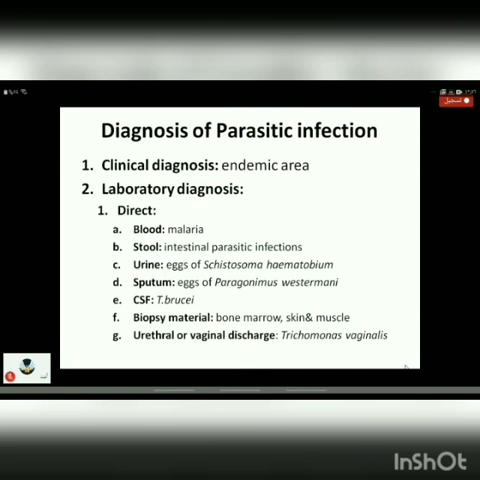 تسجيل
Diagnosis of Parasitic infection
1. Clinical diagnosis: endemic area
2. Laboratory diagnosis:
1. Direct:
a. Blood: malaria
b. Stool: intestinal parasitic infections
c. Urine: eggs of Schistosoma haematobium
d. Sputum: eggs of Paragonimus westermani
e. CSF: T.brucei
f. Biopsy material: bone marrow, skin& muscle
g. Urethral or vaginal discharge: Trichomonas vaginalis
InShOt